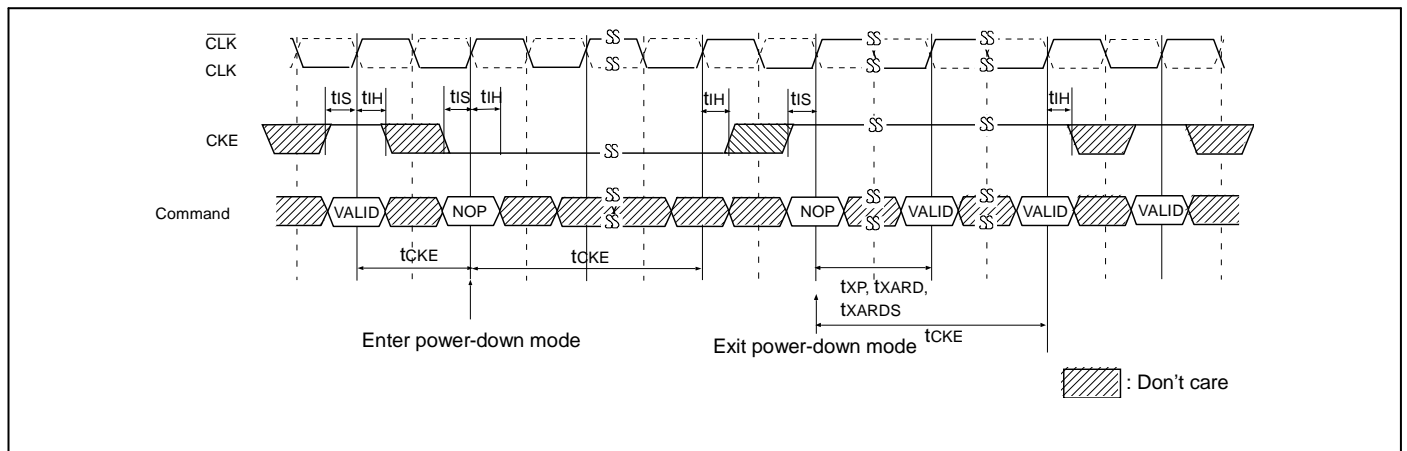 CLK
CLK
tIS tIH tIS tIH tIH tIS tIH
CKE
Command
VALID NOP NOP VALID VALID VALID
tCKE tCKE
tXP, tXARD,
tXARDS
tCKE
Enter power-down mode
Exit power-down mode
: Don't care